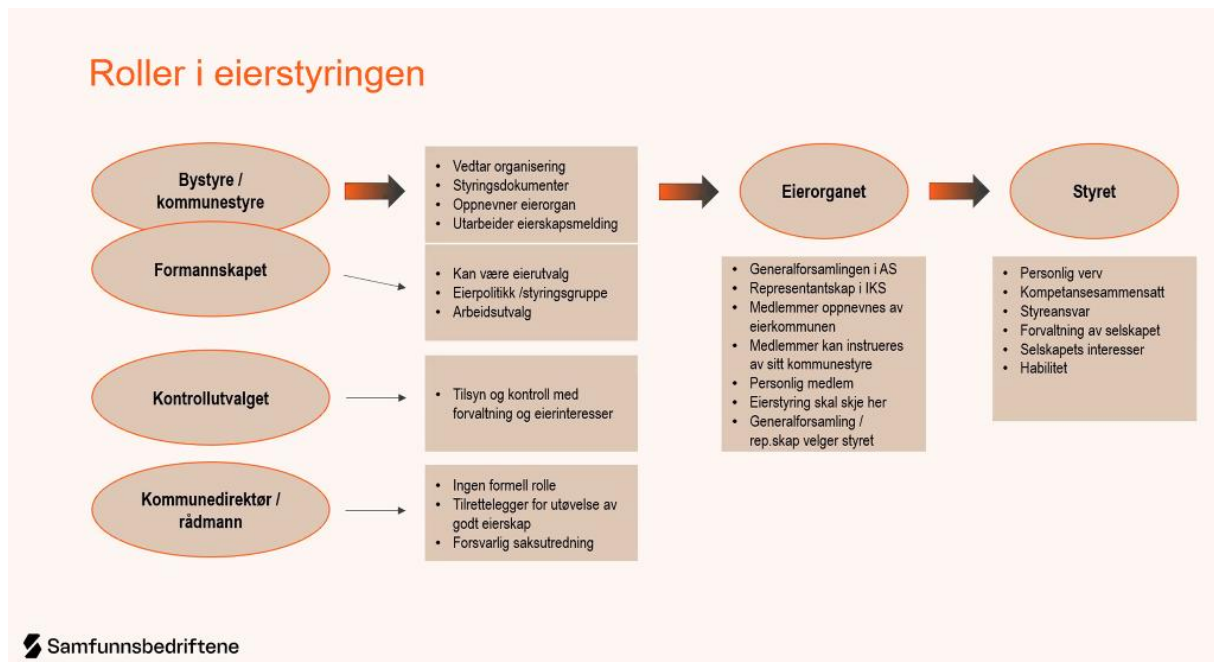 Roller i eierstyringen
Bystyre /
kommunestyre
• Vedtar organisering
• Styringsdokumenter
• Oppnevner eierorgan
• Utarbeider eierskapsmelding
Eierorganet
Styret
Formannskapet
• Kan være eierutvalg
• Eierpolitikk /styringsgruppe
• Arbeidsutvalg
• Generalforsamlingen i AS
• Representantskap i IKS
• Medlemmer oppnevnes av
eierkommunen
• Medlemmer kan instrueres
av sitt kommunestyre
• Personlig medlem
• Eierstyring skal skje her
• Generalforsamling /
rep.skap velger styret
• Personlig verv
• Kompetansesammensatt
• Styreansvar
• Forvaltning av selskapet
• Selskapets interesser
• Habilitet
Kontrollutvalget
• Tilsyn og kontroll med
forvaltning og eierinteresser
Kommunedirektør /
rådmann
• Ingen formell rolle
• Tilrettelegger for utøvelse av
godt eierskap
• Forsvarlig saksutredning
Samfunnsbedriftene